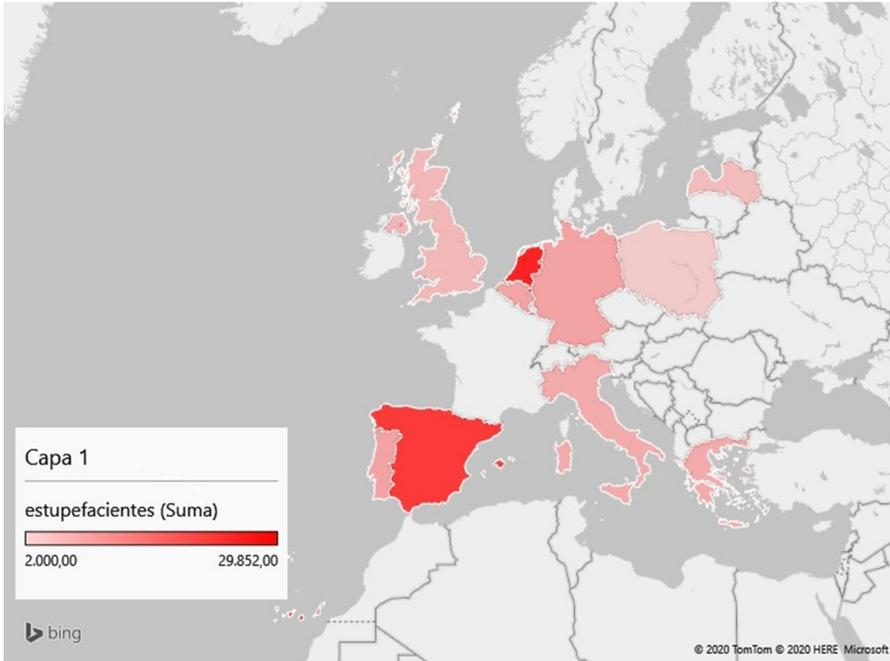 Capa 1
estupefacientes (Suma)
2.000,00 29.852,00
bing
© 2020 TomTom © 2020 HERE Microsoft